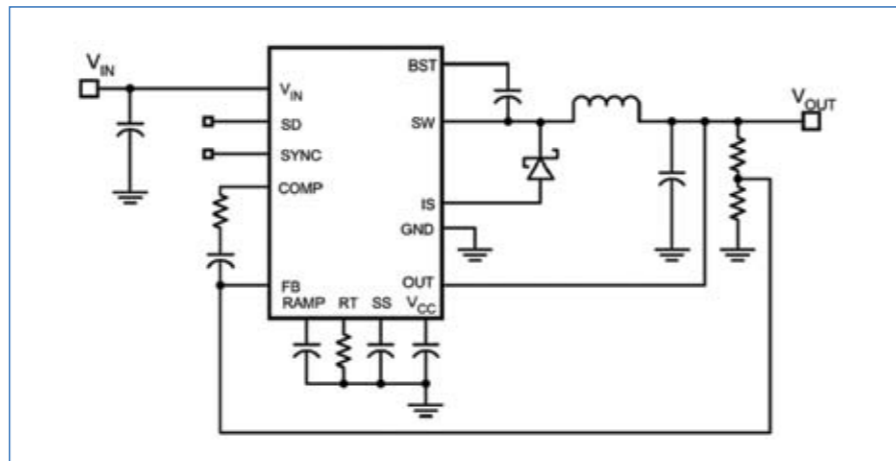 VIN
VIN
SD
SYNC
COMP
FB
RAMP RT SS VCC
BST
SW
IS
GND
OUT
VOUT